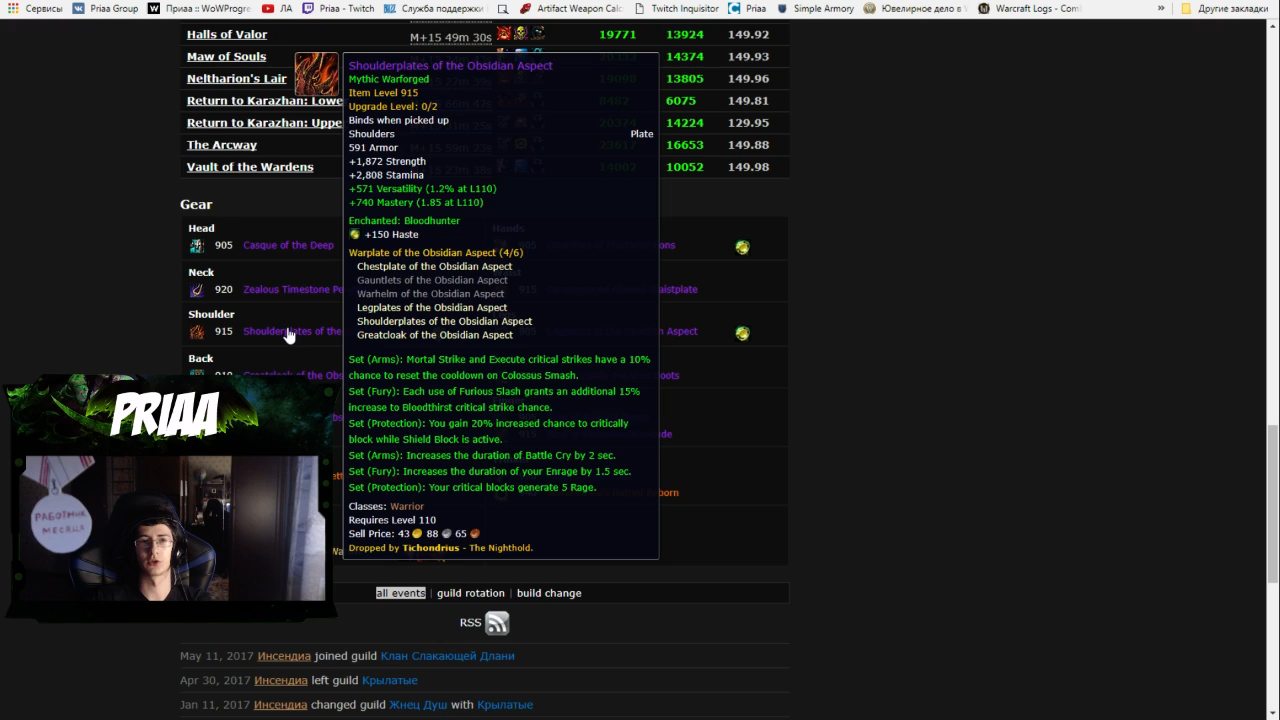 Сервисы Priaa Group Приаа :: WoWProgre ЛА Priaa - Twitch Служба поддержки Artifact Weapon Calc Twitch Inquisitor Priaa Simple Armory Ювелирное дело в Warcraft Logs - Com » Другие закладки
Halls of Valor M+15 49m 30s 19771 13924 149.92
Maw of Souls 14374 149.93
Neltharion's Lair 13805 149.96
Return to Karazhan: Lowe 6075 149.81
Return to Karazhan: Uppe 14224 129.95
The Arcway 16653 149.88
Vault of the Wardens 10052 149.98
Shoulderplates of the Obsidian Aspect
Mythic Warforged
Item Level 915
Upgrade Level: 0/2
Binds when picked up
Shoulders Plate
591 Armor
+1,872 Strength
+2,808 Stamina
+571 Versatility (1.2% at L110)
+740 Mastery (1.85 at L110)
Enchanted: Bloodhunter
+150 Haste
Warplate of the Obsidian Aspect (4/6)
Chestplate of the Obsidian Aspect
Gauntlets of the Obsidian Aspect
Warhelm of the Obsidian Aspect
Legplates of the Obsidian Aspect
Shoulderplates of the Obsidian Aspect
Greatcloak of the Obsidian Aspect
Set (Arms): Mortal Strike and Execute critical strikes have a 10%
chance to reset the cooldown on Colossus Smash.
Set (Fury): Each use of Furious Slash grants an additional 15%
increase to Bloodthirst critical strike chance.
Set (Protection): You gain 20% increased chance to critically
block while Shield Block is active.
Set (Arms): Increases the duration of Battle Cry by 2 sec.
Set (Fury): Increases the duration of your Enrage by 1.5 sec.
Set (Protection): Your critical blocks generate 5 Rage.
Classes: Warrior
Requires Level 110
Sell Price: 43 88 65
Dropped by Tichondrius - The Nighthold.
Gear
Head
905 Casque of the Deep
Neck
920 Zealous Timestone Pe
Shoulder
915 Shoulderplates of the
Back
Hands
PRIAA
РАБОТНИК
МЕСЯЦА
all events | guild rotation | build change
RSS
May 11, 2017 Инсендиа joined guild Клан Слакающей Длани
Apr 30, 2017 Инсендиа left guild Крылатые
Jan 11, 2017 Инсендиа changed guild Жнец Душ with Крылатые